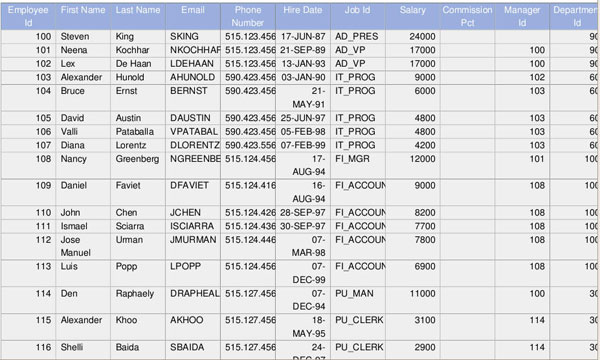 Employee Id First Name Last Name Email Phone Number Hire Date Job Id Salary Commission Pct Manager Id Departmen Id
100 Steven King SKING 515.123.456 17-JUN-87 AD_PRES 24000 90
101 Neena Kochhar NKOCHHAR 515.123.456 21-SEP-89 AD_VP 17000 100 90
102 Lex De Haan LDEHAAN 515.123.456 13-JAN-93 AD_VP 17000 100 90
103 Alexander Hunold AHUNOLD 590.423.456 03-JAN-90 IT_PROG 9000 102 60
104 Bruce Ernst BERNST 590.423.456 21-MAY-91 IT_PROG 6000 103 60
105 David Austin DAUSTIN 590.423.456 25-JUN-97 IT_PROG 4800 103 60
106 Valli Pataballa VPATABAL 590.423.456 05-FEB-98 IT_PROG 4800 103 60
107 Diana Lorentz DLORENTZ 590.423.556 07-FEB-99 IT_PROG 4200 103 60
108 Nancy Greenberg NGREENBE 515.124.456 17-AUG-94 FI_MGR 12000 101 100
109 Daniel Faviet DFAVIET 515.124.416 16-AUG-94 FI_ACCOUN 9000 108 100
110 John Chen JCHEN 515.124.426 28-SEP-97 FI_ACCOUN 8200 108 100
111 Ismael Sciarra ISCIARRA 515.124.436 30-SEP-97 FI_ACCOUN 7700 108 100
112 Jose Manuel Urman JMURMAN 515.124.446 07-MAR-98 FI_ACCOUN 7800 108 100
113 Luis Popp LPOPP 515.124.456 07-DEC-99 FI_ACCOUN 6900 108 100
114 Den Raphaely DRAPHEAL 515.127.456 07-DEC-94 PU_MAN 11000 100 30
115 Alexander Khoo AKHOO 515.127.456 18-MAY-95 PU_CLERK 3100 114 30
116 Shelli Baida SBAIDA 515.127.456 24- PU_CLERK 2900 114 30